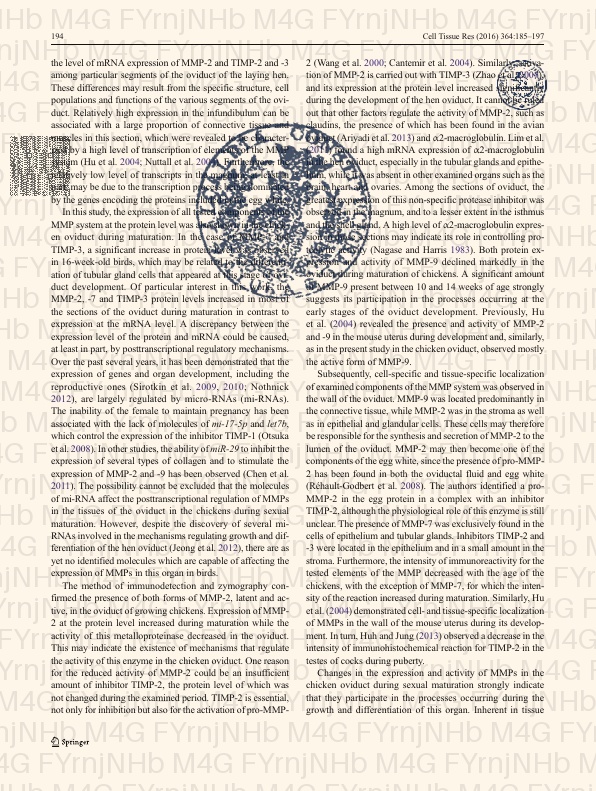 194
Cell Tissue Res (2016) 364:185–197
the level of mRNA expression of MMP-2 and TIMP-2 and -3
among particular segments of the oviduct of the laying hen.
These differences may result from the specific structure, cell
populations and functions of the various segments of the ovi-
duct. Relatively high expression in the infundibulum can be
associated with a large proportion of connective tissue and
muscles in this section, which were revealed to be character-
by a high level of transcription of elements of the MMP
(Hu et al. 2004; Nuttall et al. Furthermore, the
low level of transcripts in the
may be due to the transcription process
by the genes encoding the proteins included egg white.
In this study, the expression of all tested components of the
MMP system at the protein level was in the
en oviduct during maturation. In the case of and
TIMP-3, a significant increase in protein
in 16-week-old birds, which may be related to
ation of tubular gland cells that appeared at this stage of ovi-
duct development. Of particular interest in this work, the
MMP-2, -7 and TIMP-3 protein levels increased in most of
the sections of the oviduct during maturation in contrast to
expression at the mRNA level. A discrepancy between the
expression level of the protein and mRNA could be caused,
at least in part, by posttranscriptional regulatory mechanisms.
Over the past several years, it has been demonstrated that the
expression of genes and organ development, including the
reproductive ones (Sirotkin et al. 2009, 2010; Nothnick
2012), are largely regulated by micro-RNAs (mi-RNAs).
The inability of the female to maintain pregnancy has been
associated with the lack of molecules of mi-17-5p and let7b,
which control the expression of the inhibitor TIMP-1 (Otsuka
et al. 2008). In other studies, the ability of miR-29 to inhibit the
expression of several types of collagen and to stimulate the
expression of MMP-2 and -9 has been observed (Chen et al.
2011). The possibility cannot be excluded that the molecules
of mi-RNA affect the posttranscriptional regulation of MMPs
in the tissues of the oviduct in the chickens during sexual
maturation. However, despite the discovery of several mi-
RNAs involved in the mechanisms regulating growth and dif-
ferentiation of the hen oviduct (Jeong et al. 2012), there are as
yet no identified molecules which are capable of affecting the
expression of MMPs in this organ in birds.
The method of immunodetection and zymography con-
firmed the presence of both forms of MMP-2, latent and ac-
tive, in the oviduct of growing chickens. Expression of MMP-
2 at the protein level increased during maturation while the
activity of this metalloproteinase decreased in the oviduct.
This may indicate the existence of mechanisms that regulate
the activity of this enzyme in the chicken oviduct. One reason
for the reduced activity of MMP-2 could be an insufficient
amount of inhibitor TIMP-2, the protein level of which was
not changed during the examined period. TIMP-2 is essential,
not only for inhibition but also for the activation of pro-MMP-
2 (Wang et al. 2000; Cantemir et al. 2004). Similarly, activa-
tion of MMP-2 is carried out with TIMP-3 (Zhao et al.
and its expression at the protein level increased significantly
during the development of the hen oviduct. It cannot be ruled
out that other factors regulate the activity of MMP-2, such as
clauding, the presence of which has been found in the avian
oviduct (Ariyadi et al. 2013) and α2-macroglobulin. Lim et al.
found a high mRNA expression of α2-macroglobulin
in the hen oviduct, especially in the tubular glands and epithe-
lium, while it was absent in other examined organs such as the
brain, heart and ovaries. Among the sections of oviduct, the
greatest expression of this non-specific protease inhibitor was
observed in the magnum, and to a lesser extent in the isthmus
and the shell gland. A high level of α2-macroglobulin expres-
sion in these sections may indicate its role in controlling pro-
activity (Nagase and Harris 1983). Both protein ex-
pression and activity of MMP-9 declined markedly in the
oviduct during maturation of chickens. A significant amount
of MMP-9 present between 10 and 14 weeks of age strongly
suggests its participation in the processes occurring at the
early stages of the oviduct development. Previously, Hu
et al. (2004) revealed the presence and activity of MMP-2
and -9 in the mouse uterus during development and, similarly,
as in the present study in the chicken oviduct, observed mostly
the active form of MMP-9.
Subsequently, cell-specific and tissue-specific localization
of examined components of the MMP system was observed in
the wall of the oviduct. MMP-9 was located predominantly in
the connective tissue, while MMP-2 was in the stroma as well
as in epithelial and glandular cells. These cells may therefore
be responsible for the synthesis and secretion of MMP-2 to the
lumen of the oviduct. MMP-2 may then become one of the
components of the egg white, since the presence of pro-MMP-
2 has been found in both the oviductal fluid and egg white
(Réhault-Godbert et al. 2008). The authors identified a pro-
MMP-2 in the egg protein in a complex with an inhibitor
TIMP-2, although the physiological role of this enzyme is still
unclear. The presence of MMP-7 was exclusively found in the
cells of epithelium and tubular glands. Inhibitors TIMP-2 and
-3 were located in the epithelium and in a small amount in the
stroma. Furthermore, the intensity of immunoreactivity for the
tested elements of the MMP decreased with the age of the
chickens, with the exception of MMP-7, for which the inten-
sity of the reaction increased during maturation. Similarly, Hu
et al. (2004) demonstrated cell- and tissue-specific localization
of MMPs in the wall of the mouse uterus during its develop-
ment. In turn, Huh and Jung (2013) observed a decrease in the
intensity of immunohistochemical reaction for TIMP-2 in the
testes of cocks during puberty.
Changes in the expression and activity of MMPs in the
chicken oviduct during sexual maturation strongly indicate
that they participate in the processes occurring during the
growth and differentiation of this organ. Inherent in tissue
Springer